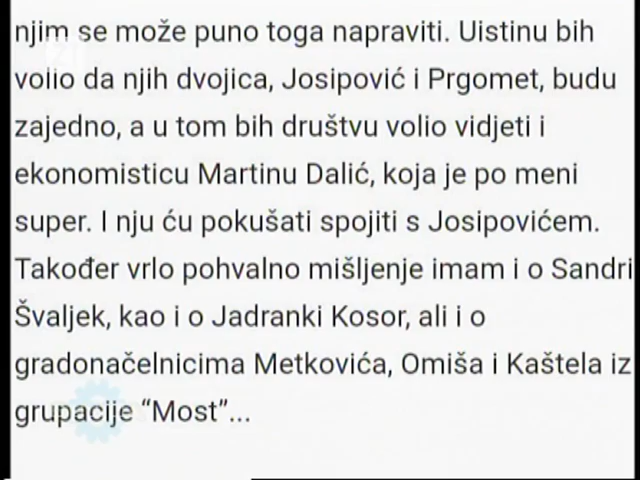 njim se može puno toga napraviti. Uistinu bih
volio da njih dvojica, Josipović i Prgomet, budu
zajedno, a u tom bih društvu volio vidjeti i
ekonomisticu Martinu Dalić, koja je po meni
super. I nju ću pokušati spojiti s Josipovićem.
Također vrlo pohvalno mišljenje imam i o Sandri
Švaljek, kao i o Jadranki Kosor, ali i o
gradonačelnicima Metkovića, Omiša i Kaštela iz
grupacije “Most”...